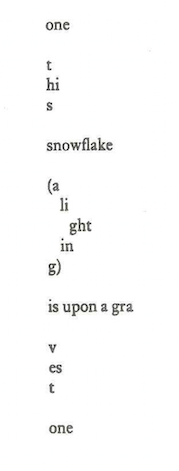 one
t
hi
s
snowflake
(a
li
ght
in
g)
is upon a gra
v
es
t
one